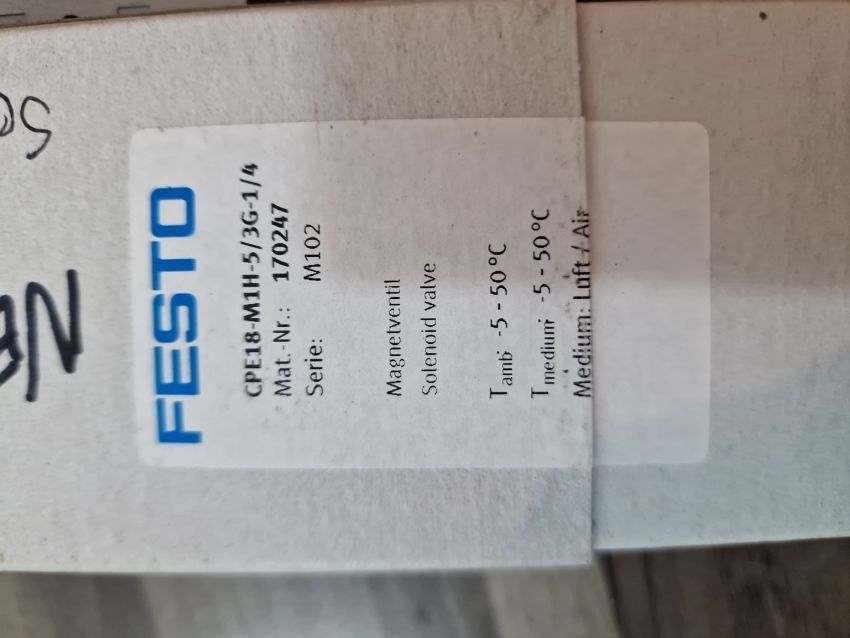 FESTO
CPE18-M1H-5/3G-1/4
Mat.-Nr.: 170247
Serie: M102
Magnetventil
Solenoid valve
Tamb: -5 - 50 °C
Tmedium: -5 - 50 °C
Medium: Luft / Air